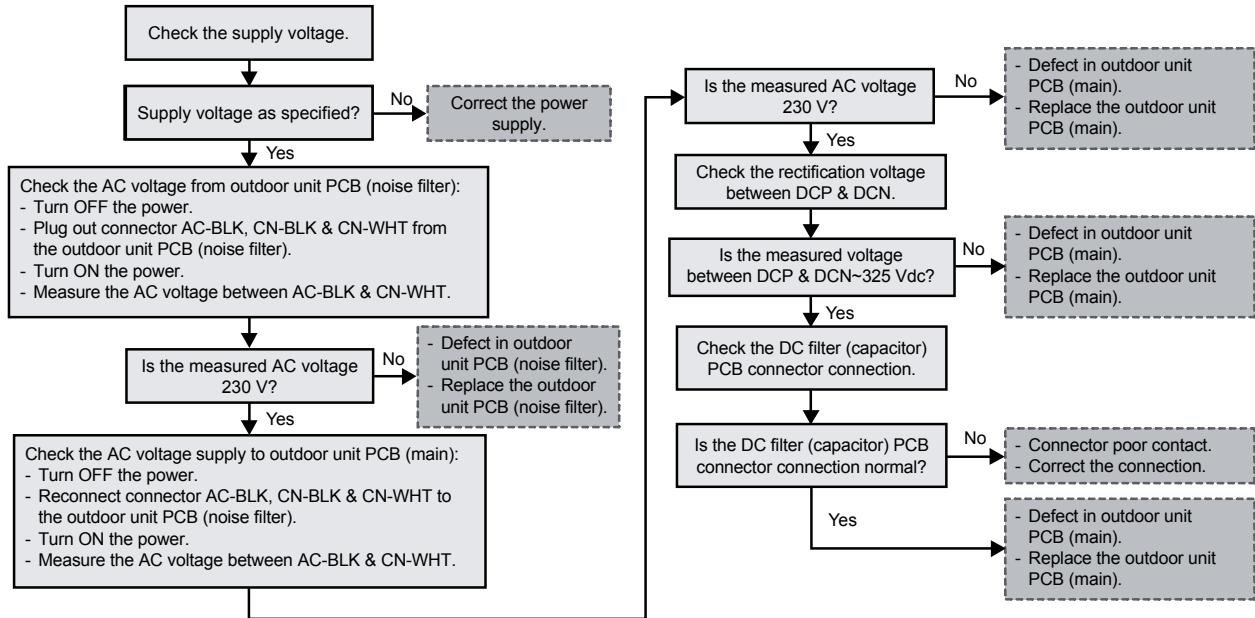 Check the supply voltage.
Supply voltage as specified?
No
Correct the power
supply.
Yes
Check the AC voltage from outdoor unit PCB (noise filter):
- Turn OFF the power.
- Plug out connector AC-BLK, CN-BLK & CN-WHT from
the outdoor unit PCB (noise filter).
- Turn ON the power.
- Measure the AC voltage between AC-BLK & CN-WHT.
Is the measured AC voltage
230 V?
No
- Defect in outdoor
unit PCB (noise filter).
- Replace the outdoor
unit PCB (noise filter).
Yes
Check the AC voltage supply to outdoor unit PCB (main):
- Turn OFF the power.
- Reconnect connector AC-BLK, CN-BLK & CN-WHT to
the outdoor unit PCB (noise filter).
- Turn ON the power.
- Measure the AC voltage between AC-BLK & CN-WHT.
Is the measured AC voltage
230 V?
No
- Defect in outdoor unit
PCB (main).
- Replace the outdoor unit
PCB (main).
Yes
Check the rectification voltage
between DCP & DCN.
Is the measured voltage
between DCP & DCN~325 Vdc?
No
- Defect in outdoor unit
PCB (main).
- Replace the outdoor unit
PCB (main).
Yes
Check the DC filter (capacitor)
PCB connector connection.
Is the DC filter (capacitor) PCB
connector connection normal?
No
- Connector poor contact.
- Correct the connection.
Yes
- Defect in outdoor unit
PCB (main).
- Replace the outdoor unit
PCB (main).